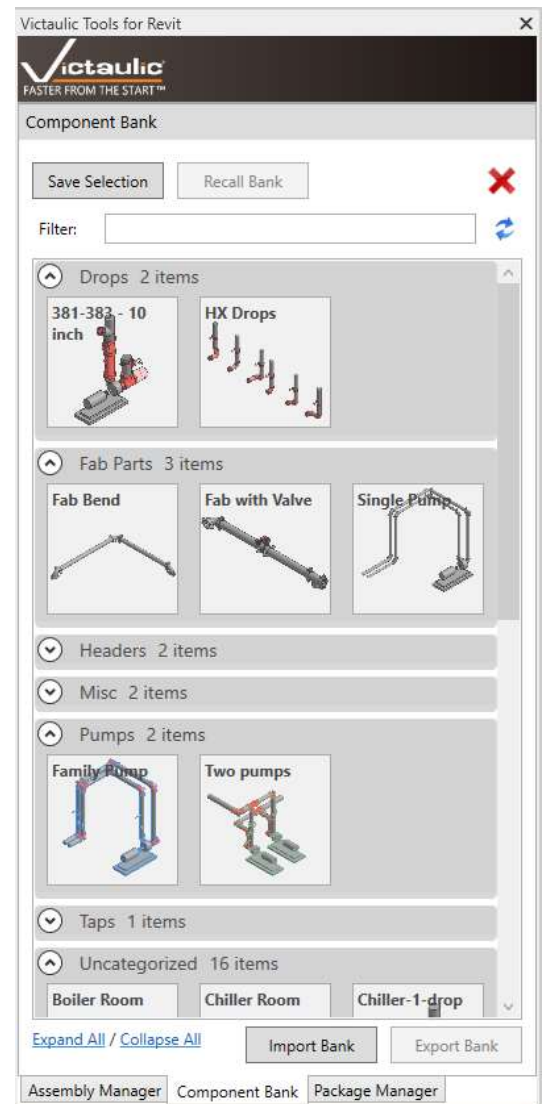 Victaulic Tools for Revit
Victaulic
FASTER FROM THE START™
Component Bank
Save Selection Recall Bank
Filter:
Drops 2 items
381-383 - 10 inch
HX Drops
Fab Parts 3 items
Fab Bend
Fab with Valve
Single Pump
Headers 2 items
Misc 2 items
Pumps 2 items
Family Pump
Two pumps
Taps 1 items
Uncategorized 16 items
Boiler Room
Chiller Room
Chiller-1-drop
Expand All / Collapse All
Import Bank Export Bank
Assembly Manager Component Bank Package Manager